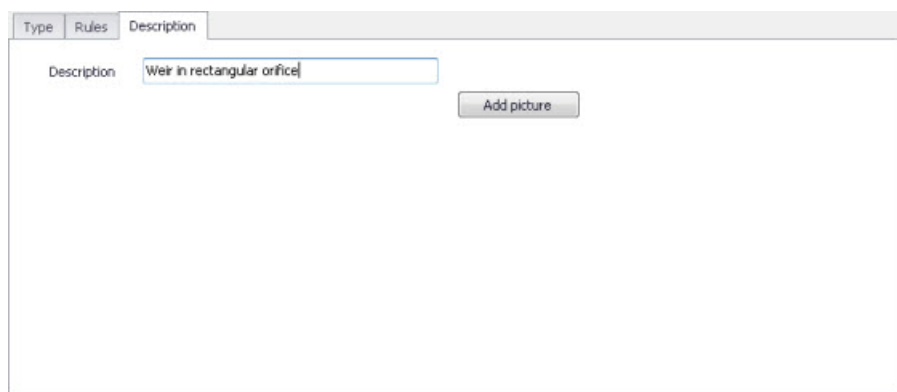 Type Rules Description
Description Weir in rectangular orifice
Add picture